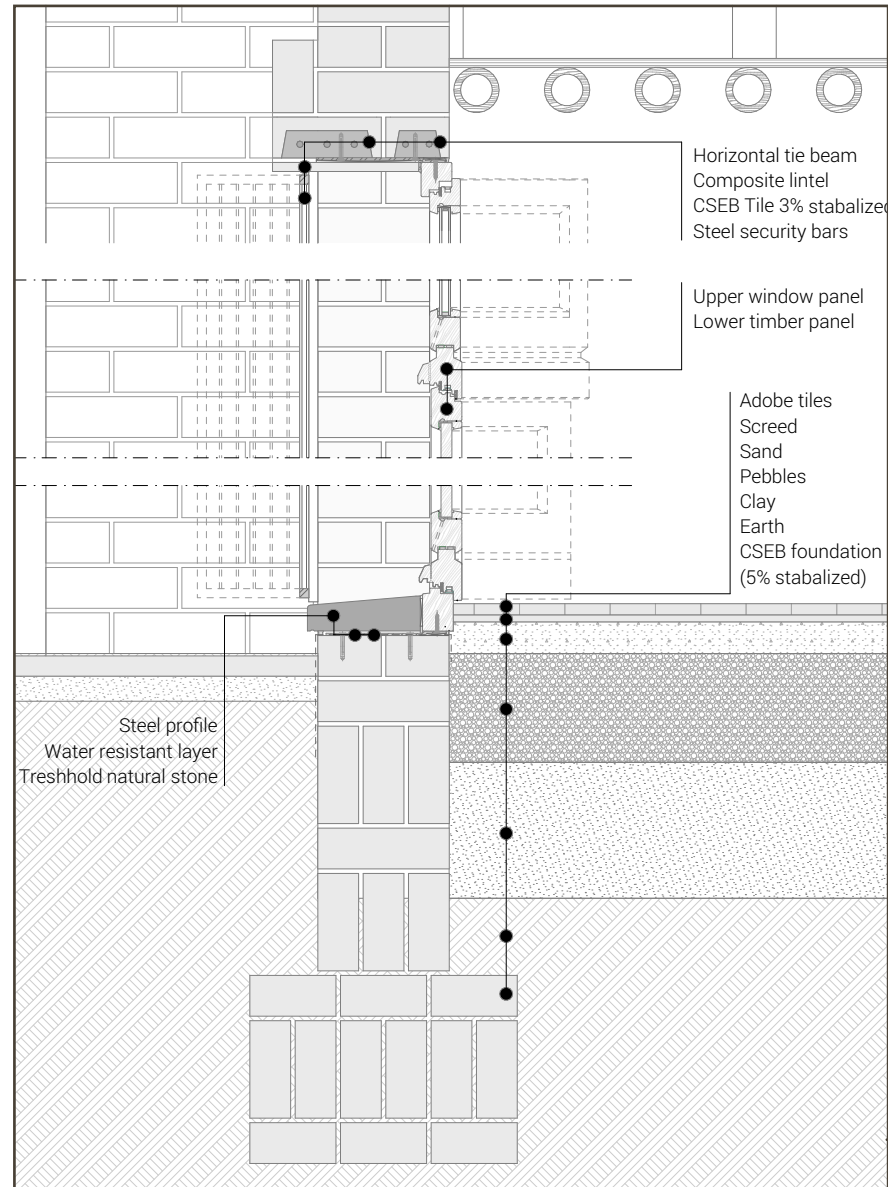 Horizontal tie beam
Composite lintel
CSEB Tile 3% stabalized
Steel security bars
Upper window panel
Lower timber panel
Adobe tiles
Screed
Sand
Pebbles
Clay
Earth
CSEB foundation
(5% stabalized)
Steel profile
Water resistant layer
Treshhold natural stone